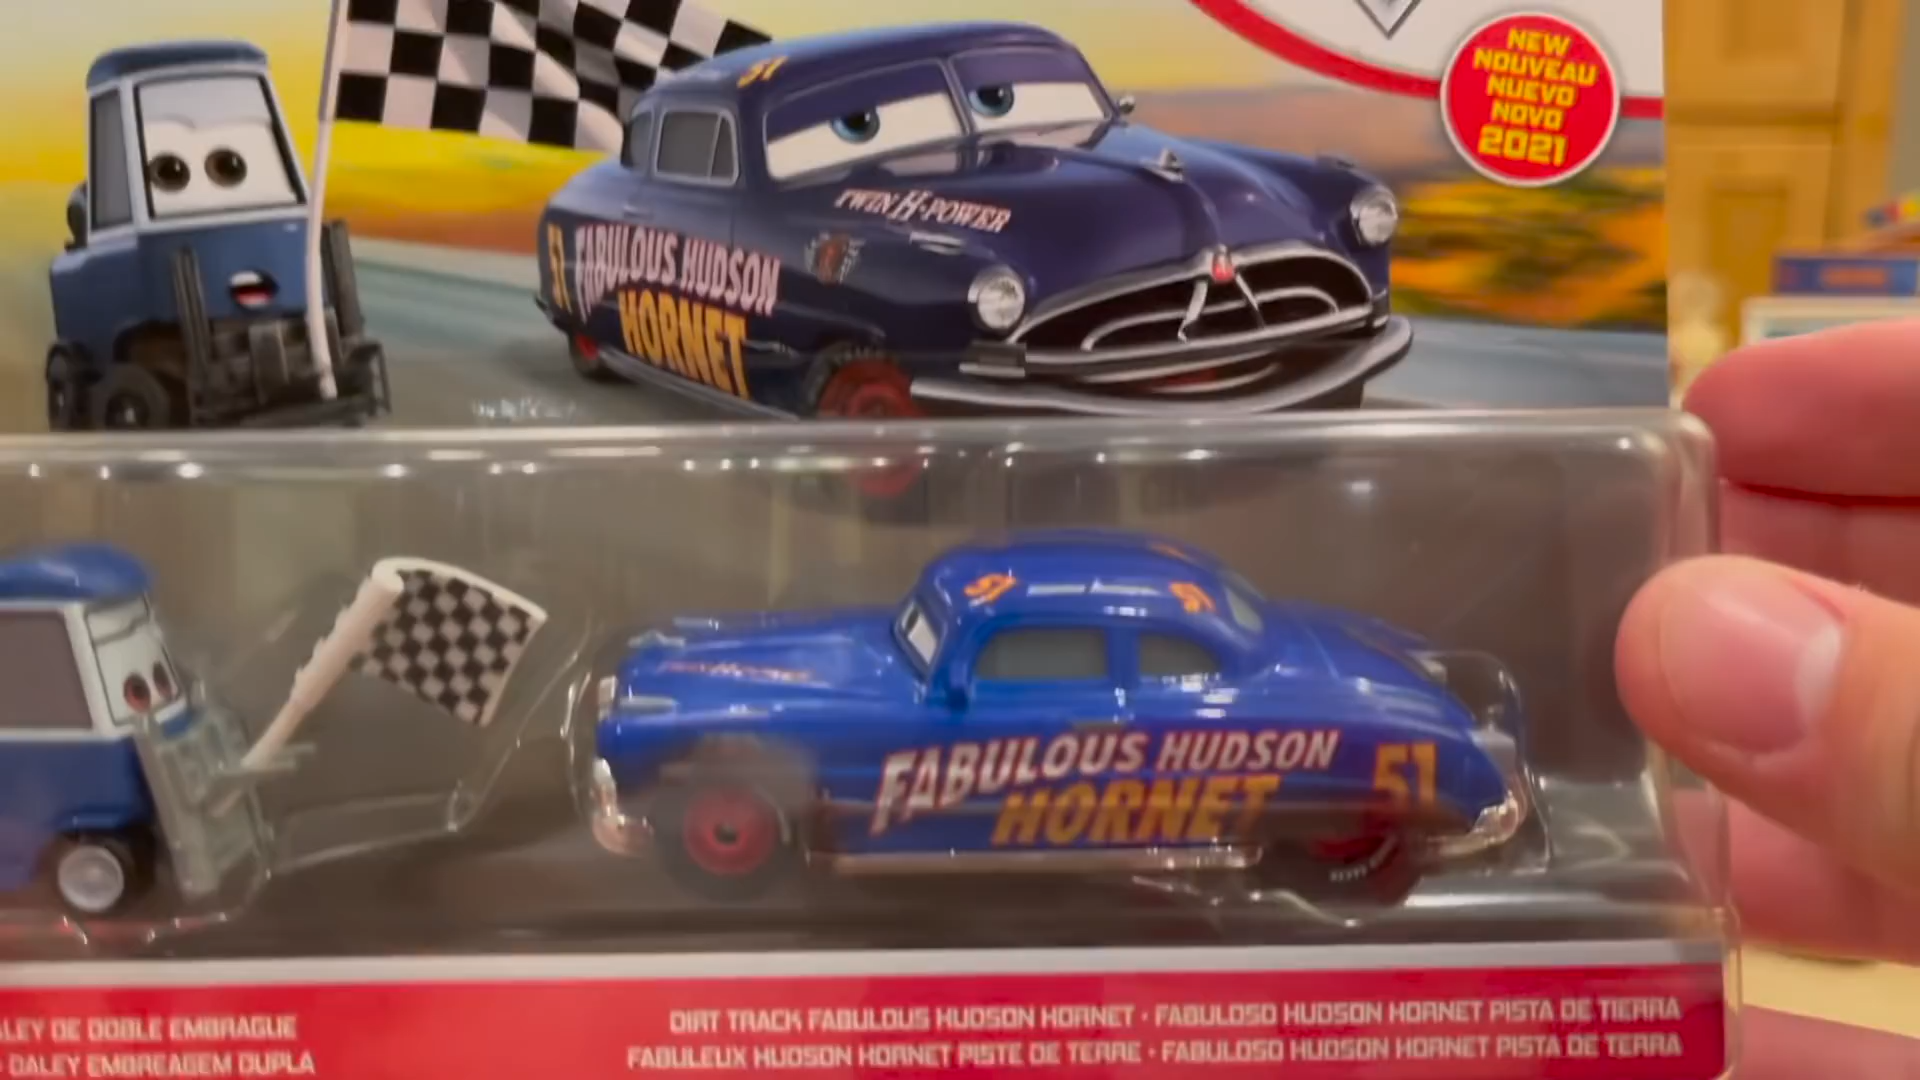 NEW
NOUVEAU
NUEVO
NOVO
2021
51
TWIN H-POWER
51
FABULOUS HUDSON
HORNET
51
51
FABULOUS HUDSON
HORNET
51
ALEY DE DOBLE EMBRAGUE
DALEY EMBREAGEM DUPLA
DIRT TRACK FABULOUS HUDSON HORNET · FABULOSO HUDSON HORNET PISTA DE TIERRA
FABULEUX HUDSON HORNET PISTE DE TERRE · FABULOSO HUDSON HORNET PISTA DE TERRA